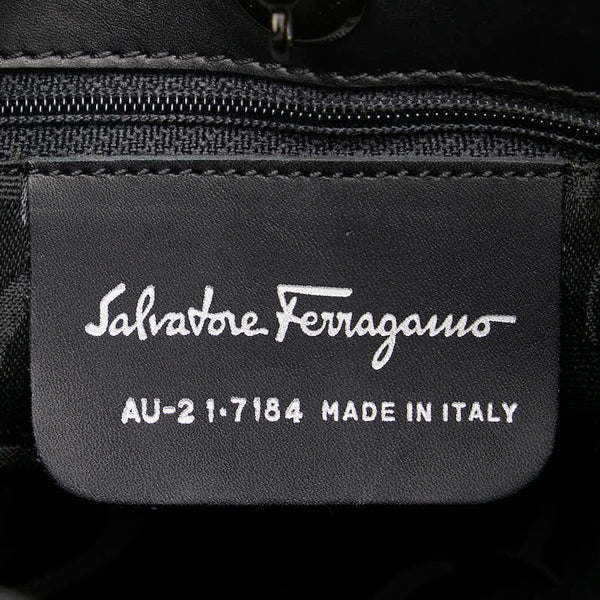 Salvatore Ferragamo
AU-21·7184 MADE IN ITALY